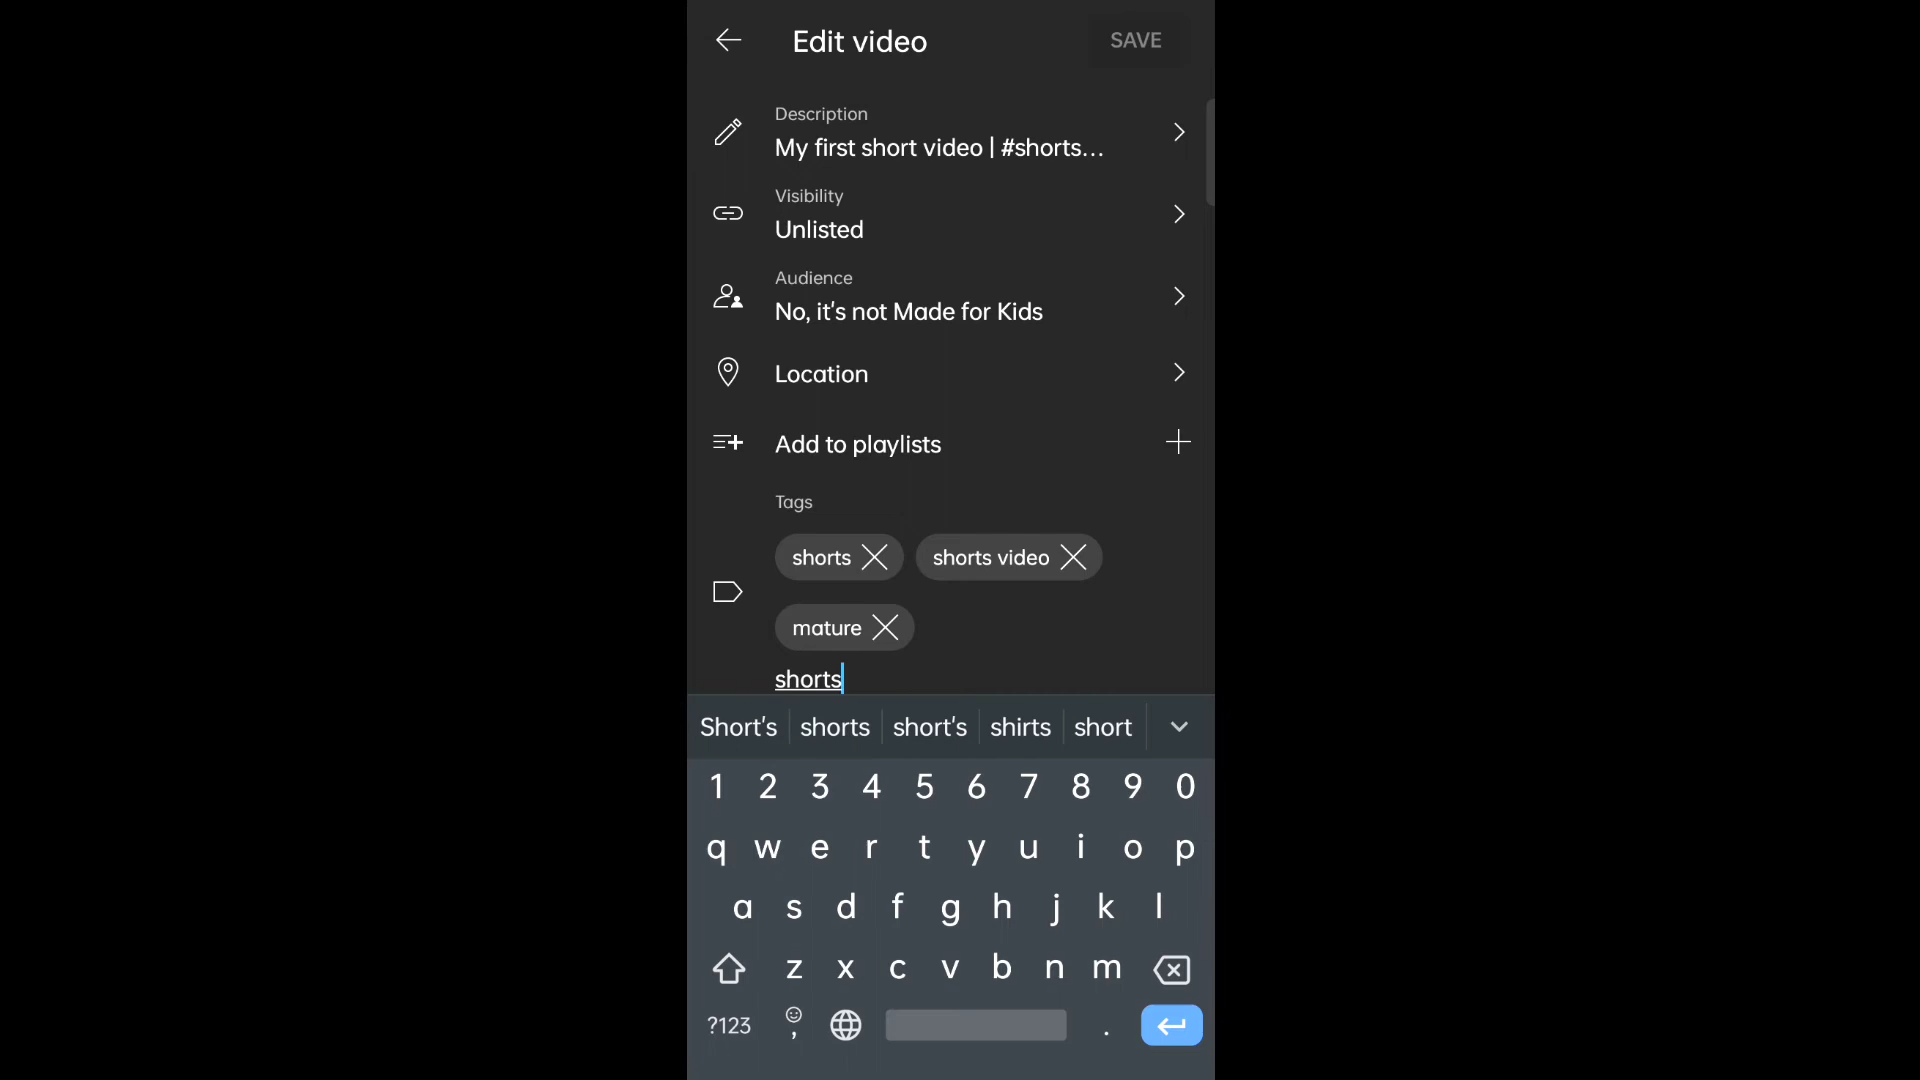 Edit video
SAVE
Description
My first short video | #shorts...
Visibility
Unlisted
Audience
No, it's not Made for Kids
Location
Add to playlists
Tags
shorts
shorts video
mature
shorts
Short's shorts short's shirts short
1 2 3 4 5 6 7 8 9 0
q w e r t y u i o p
a s d f g h j k l
z x c v b n m
?123 , .